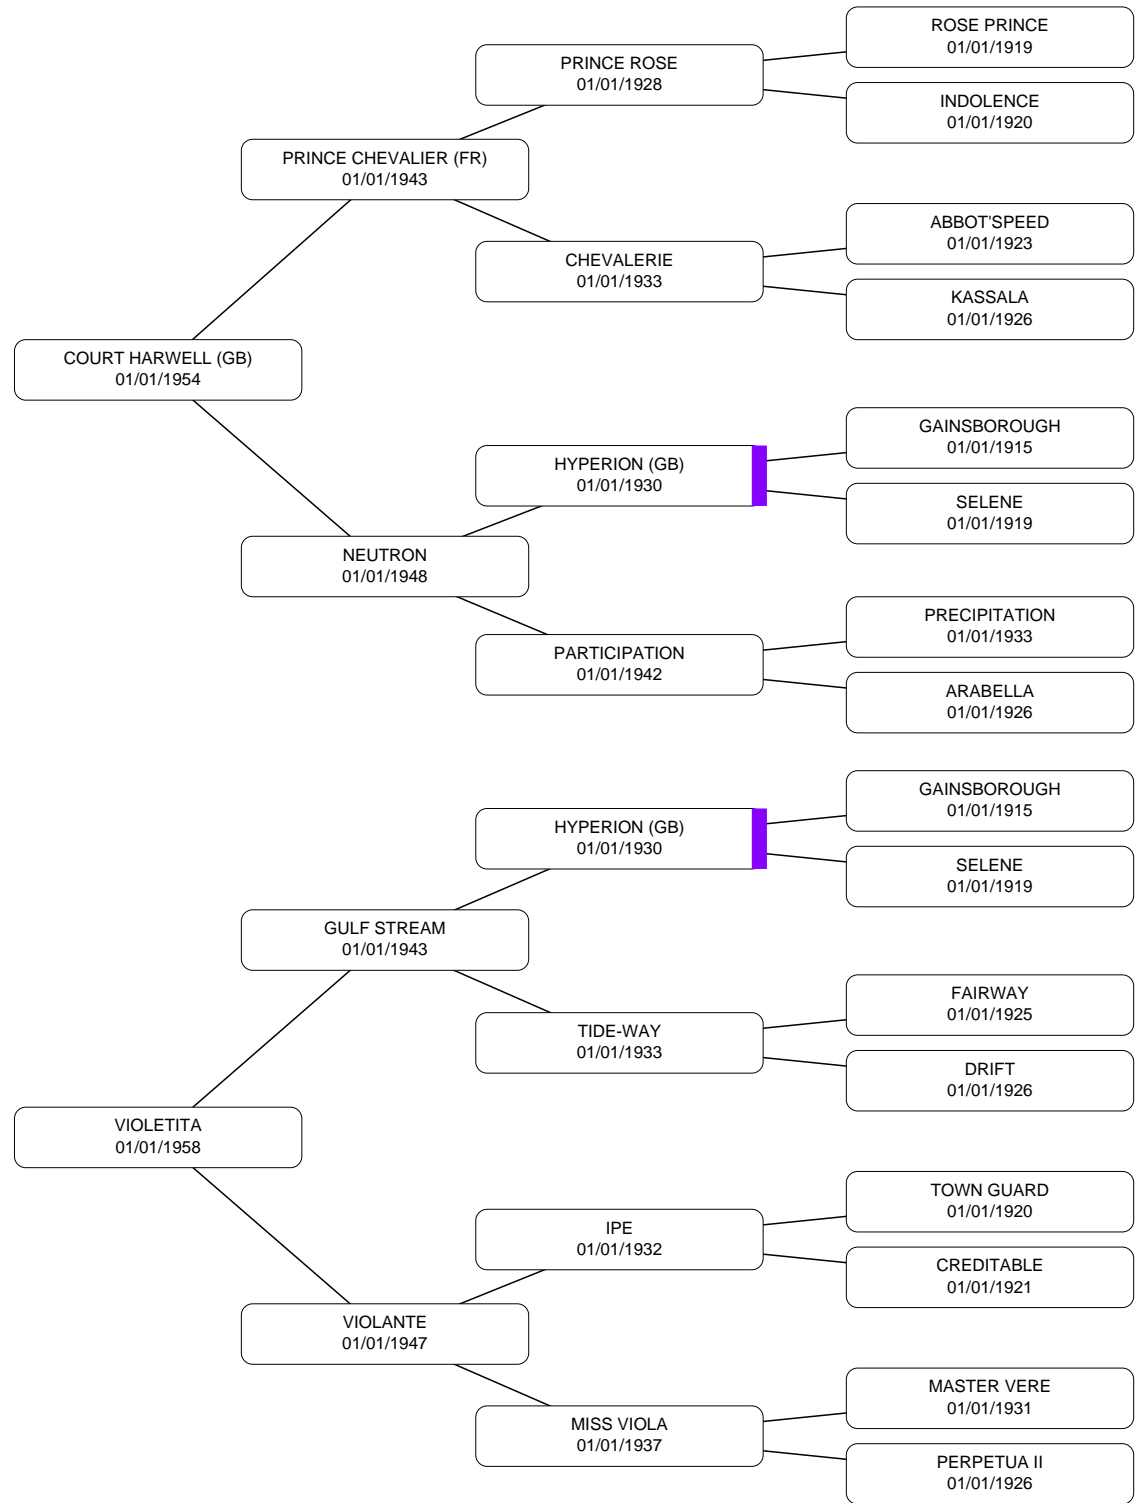 ROSE PRINCE
01/01/1919
PRINCE ROSE
01/01/1928
INDOLENCE
01/01/1920
PRINCE CHEVALIER (FR)
01/01/1943
ABBOT'SPEED
01/01/1923
CHEVALERIE
01/01/1933
KASSALA
01/01/1926
COURT HARWELL (GB)
01/01/1954
GAINSBOROUGH
01/01/1915
HYPERION (GB)
01/01/1930
SELENE
01/01/1919
NEUTRON
01/01/1948
PRECIPITATION
01/01/1933
PARTICIPATION
01/01/1942
ARABELLA
01/01/1926
GAINSBOROUGH
01/01/1915
HYPERION (GB)
01/01/1930
SELENE
01/01/1919
GULF STREAM
01/01/1943
FAIRWAY
01/01/1925
TIDE-WAY
01/01/1933
DRIFT
01/01/1926
VIOLETITA
01/01/1958
TOWN GUARD
01/01/1920
IPE
01/01/1932
CREDITABLE
01/01/1921
VIOLANTE
01/01/1947
MASTER VERE
01/01/1931
MISS VIOLA
01/01/1937
PERPETUA II
01/01/1926